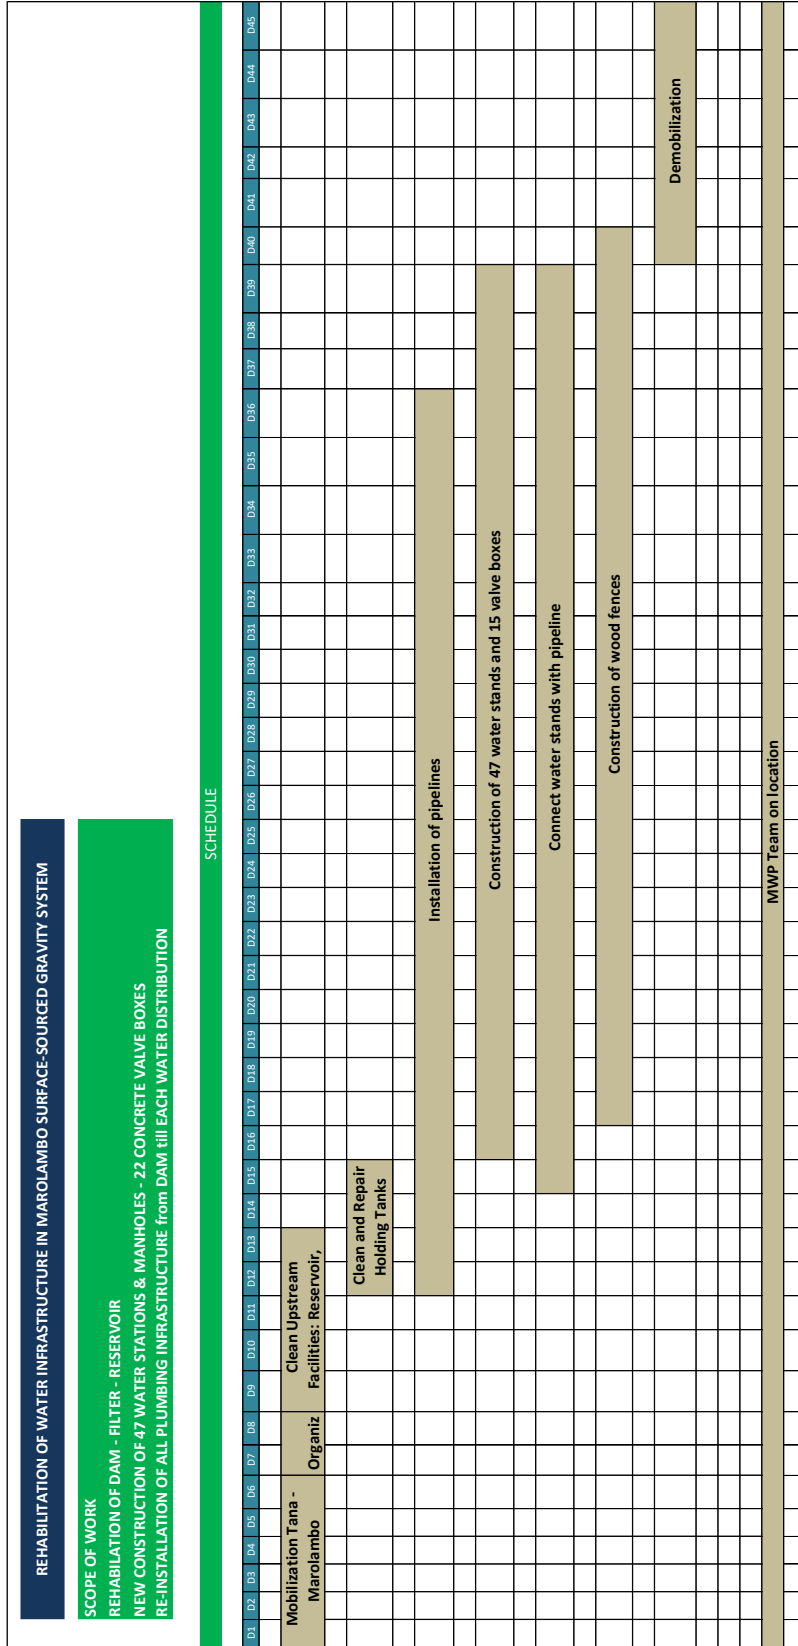 REHABILITATION OF WATER INFRASTRUCTURE IN MAROLAMBO SURFACE-SOURCED GRAVITY SYSTEM
SCOPE OF WORK
REHABILATION OF DAM - FILTER - RESERVOIR
NEW CONSTRUCTION OF 47 WATER STATIONS & MANHOLES - 22 CONCRETE VALVE BOXES
RE-INSTALLATION OF ALL PLUMBING INFRASTRUCTURE from DAM till EACH WATER DISTRIBUTION
SCHEDULE
D1 D2 D3 D4 D5 D6 D7 D8 D9 D10 D11 D12 D13 D14 D15 D16 D17 D18 D19 D20 D21 D22 D23 D24 D25 D26 D27 D28 D29 D30 D31 D32 D33 D34 D35 D36 D37 D38 D39 D40 D41 D42 D43 D44 D45
Mobilization Tana -
Marolambo
Organiz
Clean Upstream
Facilities: Reservoir,
Clean and Repair
Holding Tanks
Installation of pipelines
Construction of 47 water stands and 15 valve boxes
Connect water stands with pipeline
Construction of wood fences
Demobilization
MWP Team on location